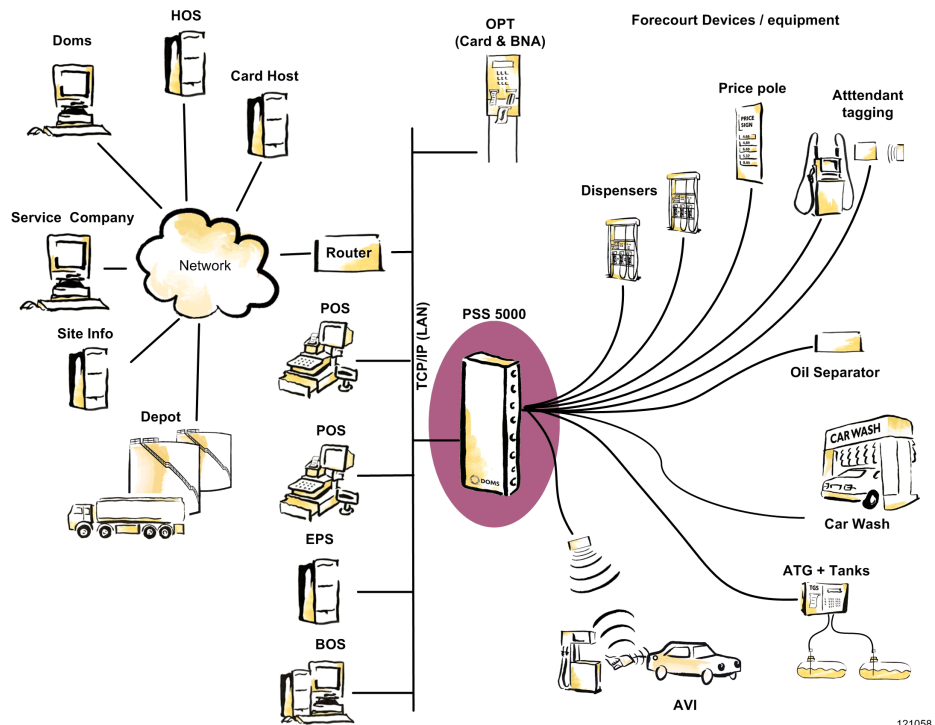 HOS
Doms
Card Host
OPT
(Card & BNA)
Forecourt Devices / equipment
Price pole
Atttendant
tagging
PRICE
SIGN
Dispensers
Service Company
Network
Router
POS
TCP/IP (LAN)
PSS 5000
Site Info
Oil Separator
Depot
POS
DOMS
CAR WASH
Car Wash
EPS
ATG + Tanks
TGS
BOS
AVI
121058